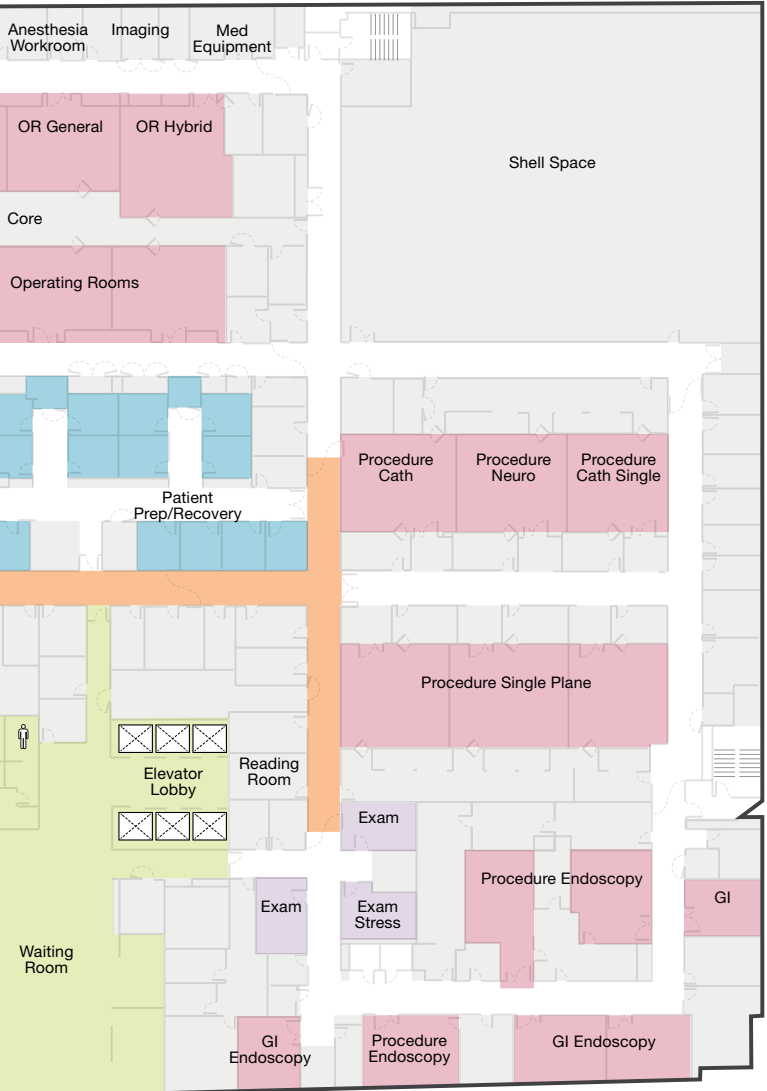 Anesthesia
Workroom
Imaging
Med
Equipment
OR General
OR Hybrid
Shell Space
Core
Operating Rooms
Procedure
Cath
Procedure
Neuro
Procedure
Cath Single
Patient
Prep/Recovery
Procedure Single Plane
Elevator
Lobby
Reading
Room
Exam
Procedure Endoscopy
GI
Exam
Exam
Stress
Waiting
Room
GI
Endoscopy
Procedure
Endoscopy
GI Endoscopy